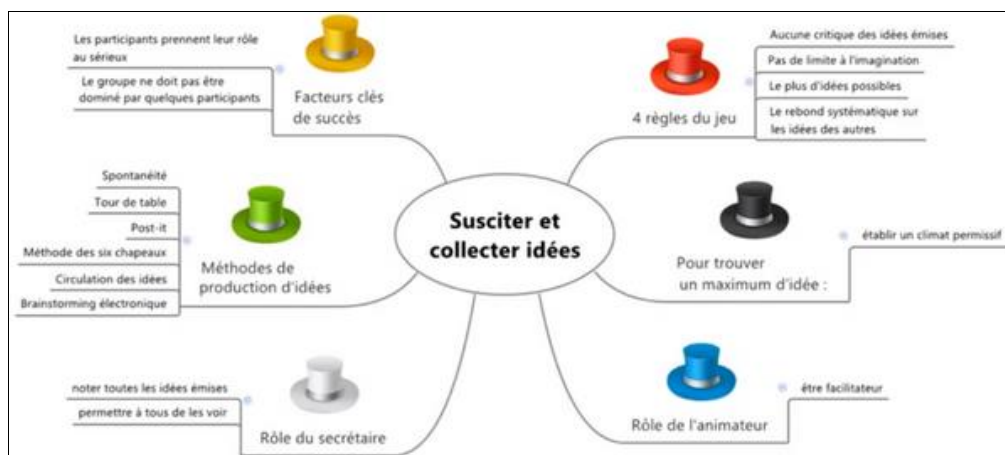 Susciter et
collecter idées
Les participants prennent leur rôle
au sérieux
Le groupe ne doit pas être
dominé par quelques participants
Facteurs clés
de succès
Aucune critique des idées émises
Pas de limite à l'imagination
Le plus d'idées possibles
Le rebond systématique sur
les idées des autres
4 règles du jeu
Spontanéité
Tour de table
Post-it
Méthode des six chapeaux
Circulation des idées
Brainstorming électronique
Méthodes de
production d'idées
établir un climat permissif
Pour trouver
un maximum d'idée :
noter toutes les idées émises
permettre à tous de les voir
Rôle du secrétaire
être facilitateur
Rôle de l'animateur